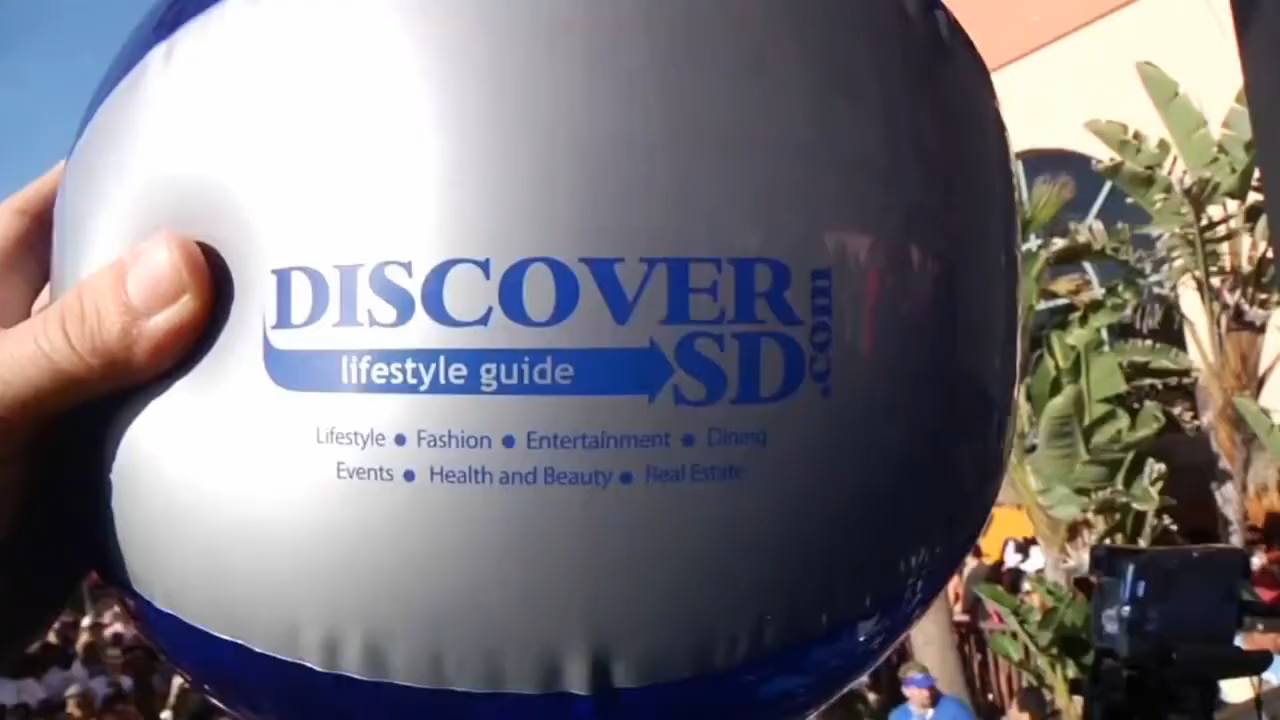 DISCOVER
lifestyle guide SD .com
Lifestyle ● Fashion ● Entertainment ● Dining
Events ● Health and Beauty ● Real Estate